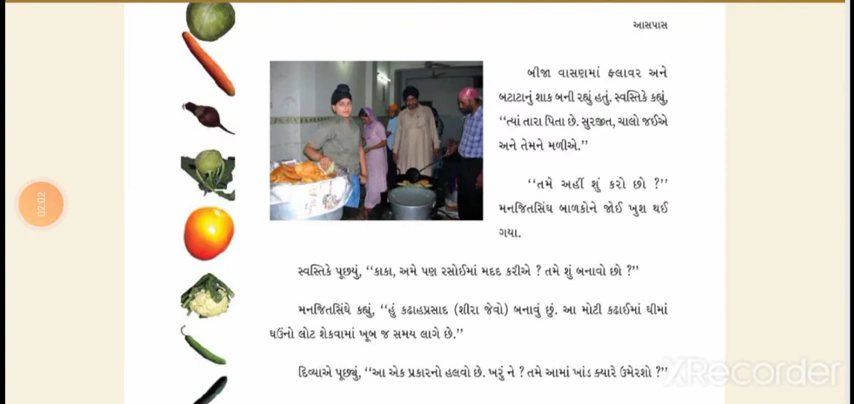 આસપાસ
બીજા વાસણમાં ફ્લાવર અને
બટાટાનું શાક બની રહ્યું હતું. સ્વસ્તિકે કહ્યું,
“ત્યાં તારા પિતા છે. સુરજીત, ચાલો જઈએ
અને તેમને મળીએ.”
“તમે અહીં શું કરો છો ?”
મનજિતસિંઘ બાળકોને જોઈ ખુશ થઈ
ગયા.
સ્વસ્તિકે પૂછ્યું, “કાકા, અમે પણ રસોઈમાં મદદ કરીએ ? તમે શું બનાવો છો ?”
મનજિતસિંઘે કહ્યું, “હું કઢાહપ્રસાદ (શીરા જેવો) બનાવું છું. આ મોટી કઢાઈમાં ઘીમાં
ઘઉંનો લોટ શેકવામાં ખૂબ જ સમય લાગે છે.”
દિવ્યાએ પૂછ્યું, “આ એક પ્રકારનો હલવો છે. ખરું ને ? તમે આમાં ખાંડ ક્યારે ઉમેરશો ?”
02:02
XRecorder